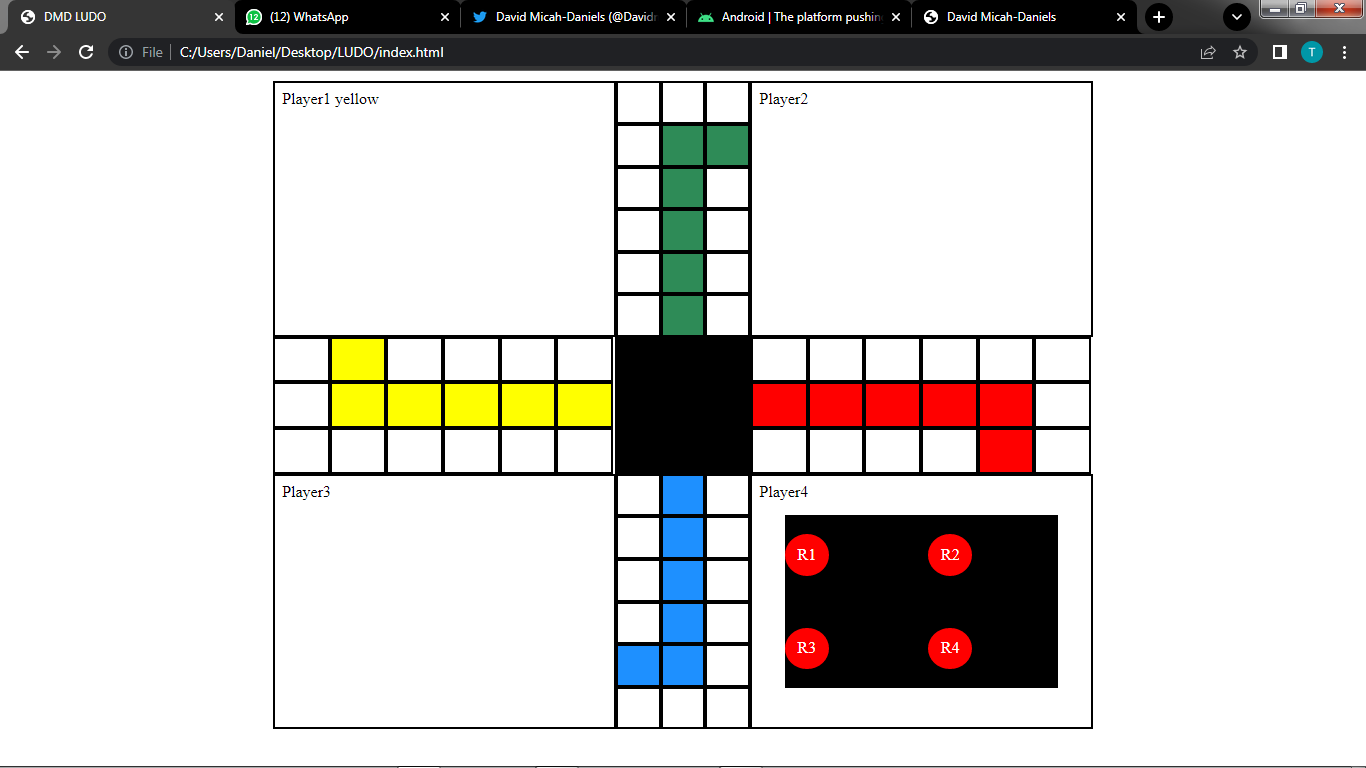 DMD LUDO
(12) WhatsApp
David Micah-Daniels (@Davidm
Android | The platform pushin
David Micah-Daniels
File
C:/Users/Daniel/Desktop/LUDO/index.html
T
Player1 yellow
Player2
Player3
Player4
R1 R2
R3 R4